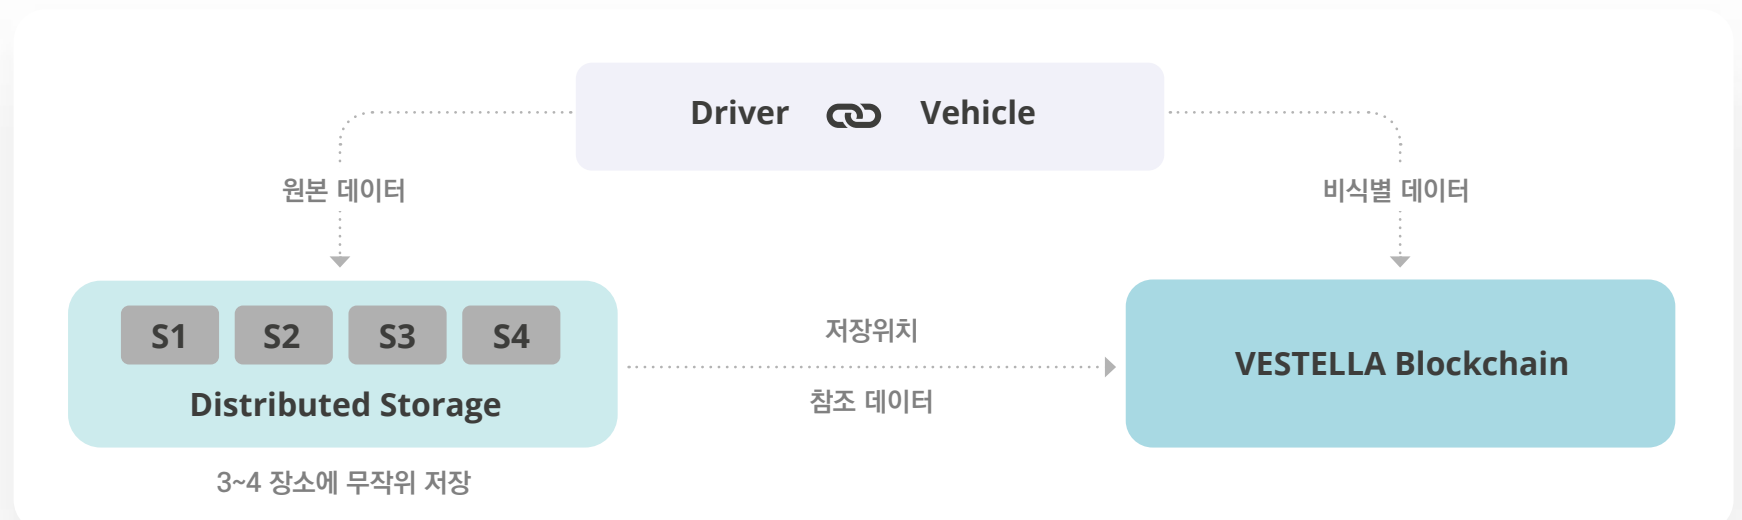 Driver Vehicle
원본 데이터
비식별 데이터
S1 S2 S3 S4
Distributed Storage
3~4 장소에 무작위 저장
저장위치
참조 데이터
VESTELLA Blockchain